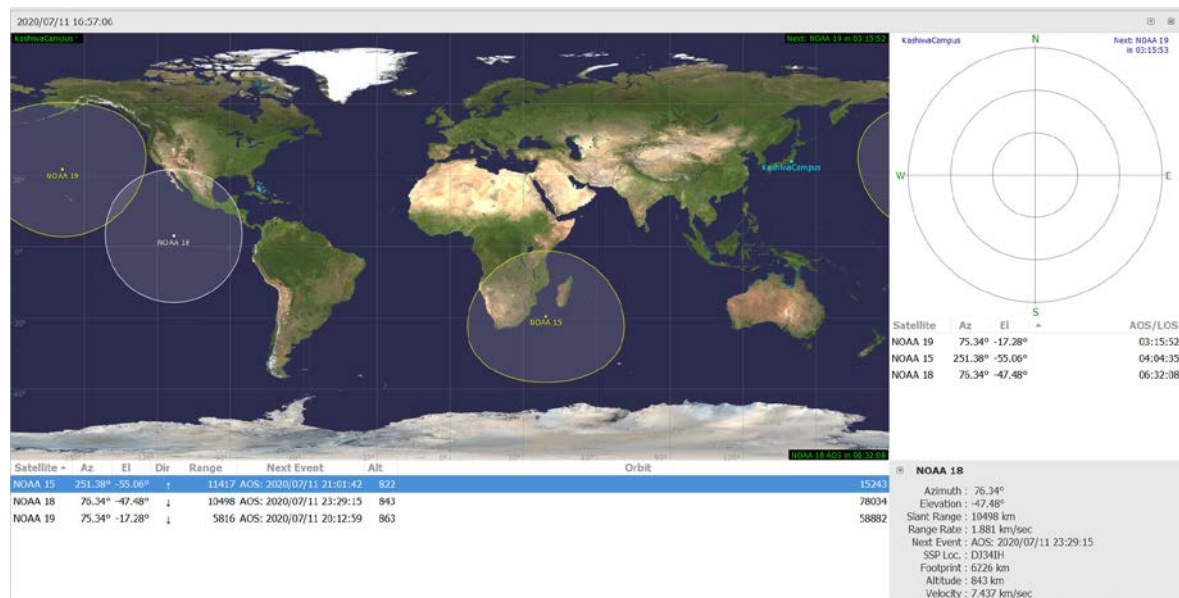 2020/07/11 16:57:06
KashiwaCampus
Next: NOAA 19 in 03:15:52
NOAA 19
NOAA 18
NOAA 15
KashiwaCampus
0°
30°
60°
NOAA 18 AOS in 06:32:08
KashiwaCampus
Next: NOAA 19
in 03:15:53
N
W
E
S
Satellite Az El AOS/LOS
NOAA 19 75.34° -17.28° 03:15:52
NOAA 15 251.38° -55.06° 04:04:35
NOAA 18 76.34° -47.48° 06:32:08
Satellite Az El Dir Range Next Event Alt Orbit
NOAA 15 251.38° -55.06° ↑ 11417 AOS: 2020/07/11 21:01:42 822 15243
NOAA 18 76.34° -47.48° ↓ 10498 AOS: 2020/07/11 23:29:15 843 78034
NOAA 19 75.34° -17.28° ↓ 5816 AOS: 2020/07/11 20:12:59 863 58882
NOAA 18
Azimuth : 76.34°
Elevation : -47.48°
Slant Range : 10498 km
Range Rate : 1.881 km/sec
Next Event : AOS: 2020/07/11 23:29:15
SSP Loc. : DJ34IH
Footprint : 6226 km
Altitude : 843 km
Velocity : 7.437 km/sec